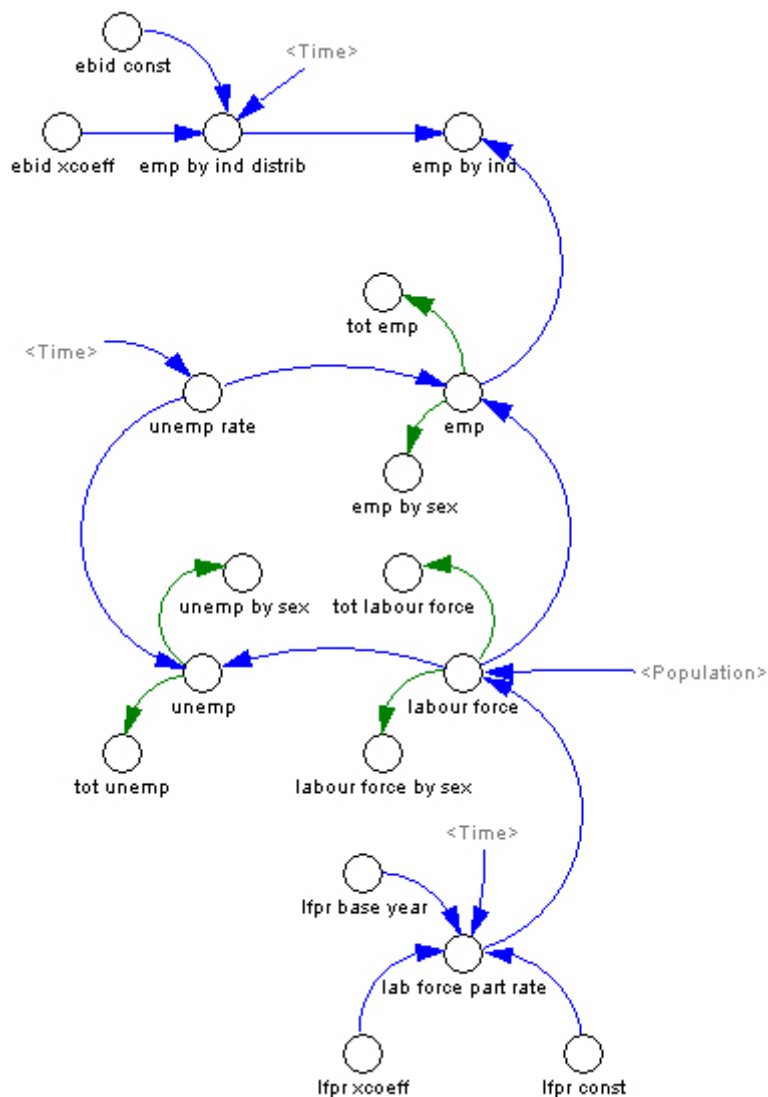 ebid const
<Time>
ebid xcoeff
emp by ind distrib
emp by ind
tot emp
<Time>
unemp rate
emp
emp by sex
unemp by sex
tot labour force
<Population>
unemp
labour force
tot unemp
labour force by sex
<Time>
lfpr base year
lab force part rate
lfpr xcoeff
lfpr const